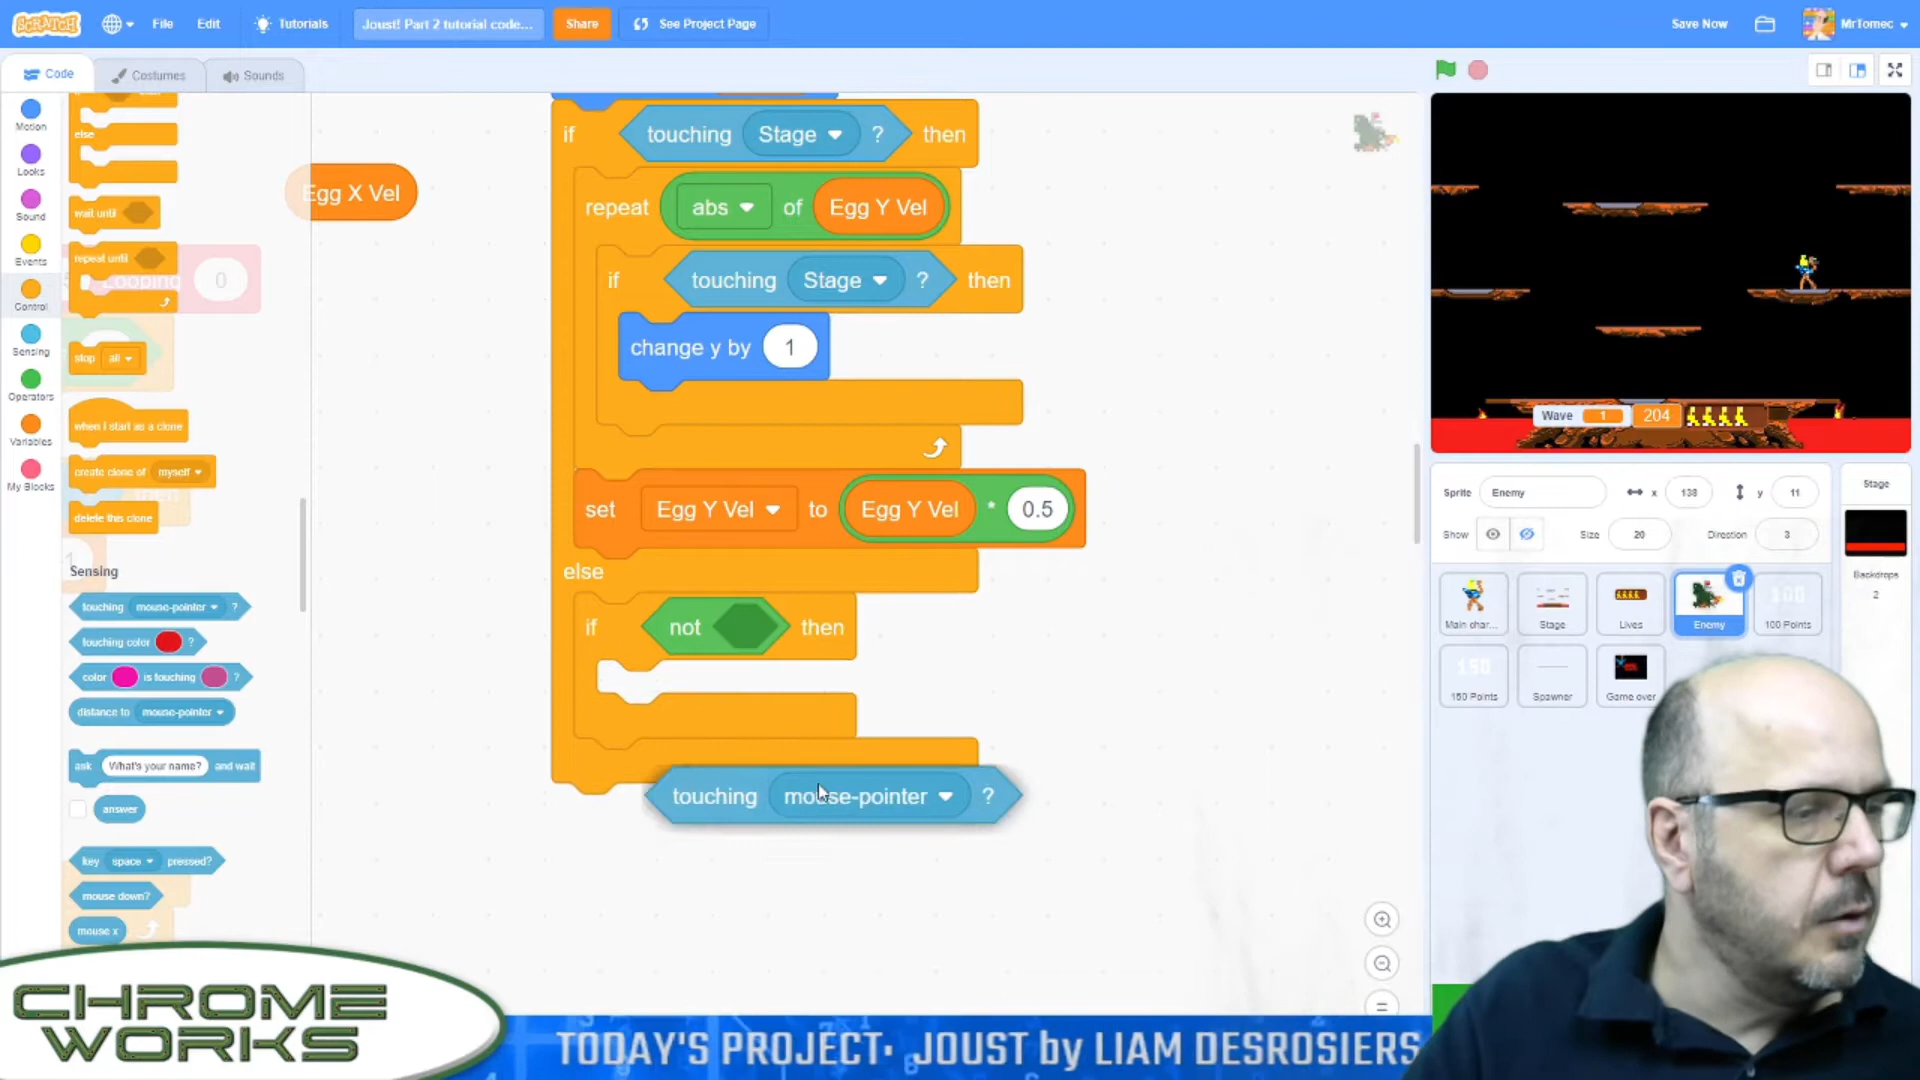 SCRATCH
File
Edit
Tutorials
Joust! Part 2 tutorial code...
Share
See Project Page
Save Now
MrTomec
Code
Costumes
Sounds
Motion
Looks
Sound
Events
Control
Sensing
Operators
Variables
My Blocks
else
wait until
repeat until
stop all
when I start as a clone
create clone of myself
delete this clone
Sensing
touching mouse-pointer ?
touching color ?
color is touching ?
distance to mouse-pointer
ask What's your name? and wait
answer
key space pressed?
mouse down?
mouse x
Egg X Vel
Looping 0
then
1
if touching Stage ? then
repeat abs of Egg Y Vel
if touching Stage ? then
change y by 1
set Egg Y Vel to Egg Y Vel * 0.5
else
if not then
touching mouse-pointer ?
Wave 1 204
Sprite Enemy x 138 y 11
Show Size 20 Direction 3
Stage
Backdrops
2
Main char...
Stage
Lives
Enemy
100
100 Points
150
150 Points
Spawner
Game over
CHROME
WORKS
TODAY'S PROJECT: JOUST by LIAM DESROSIERS